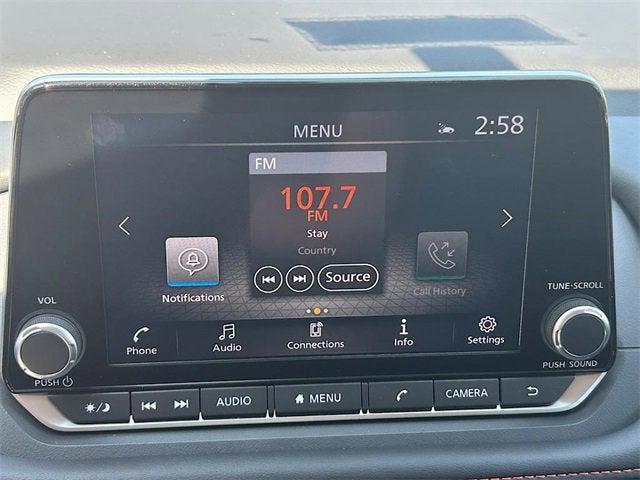 MENU
2:58
FM
107.7
FM
Stay
Country
Source
Notifications
Call History
Phone
Audio
Connections
Info
Settings
VOL
PUSH
TUNE·SCROLL
PUSH SOUND
AUDIO
MENU
CAMERA